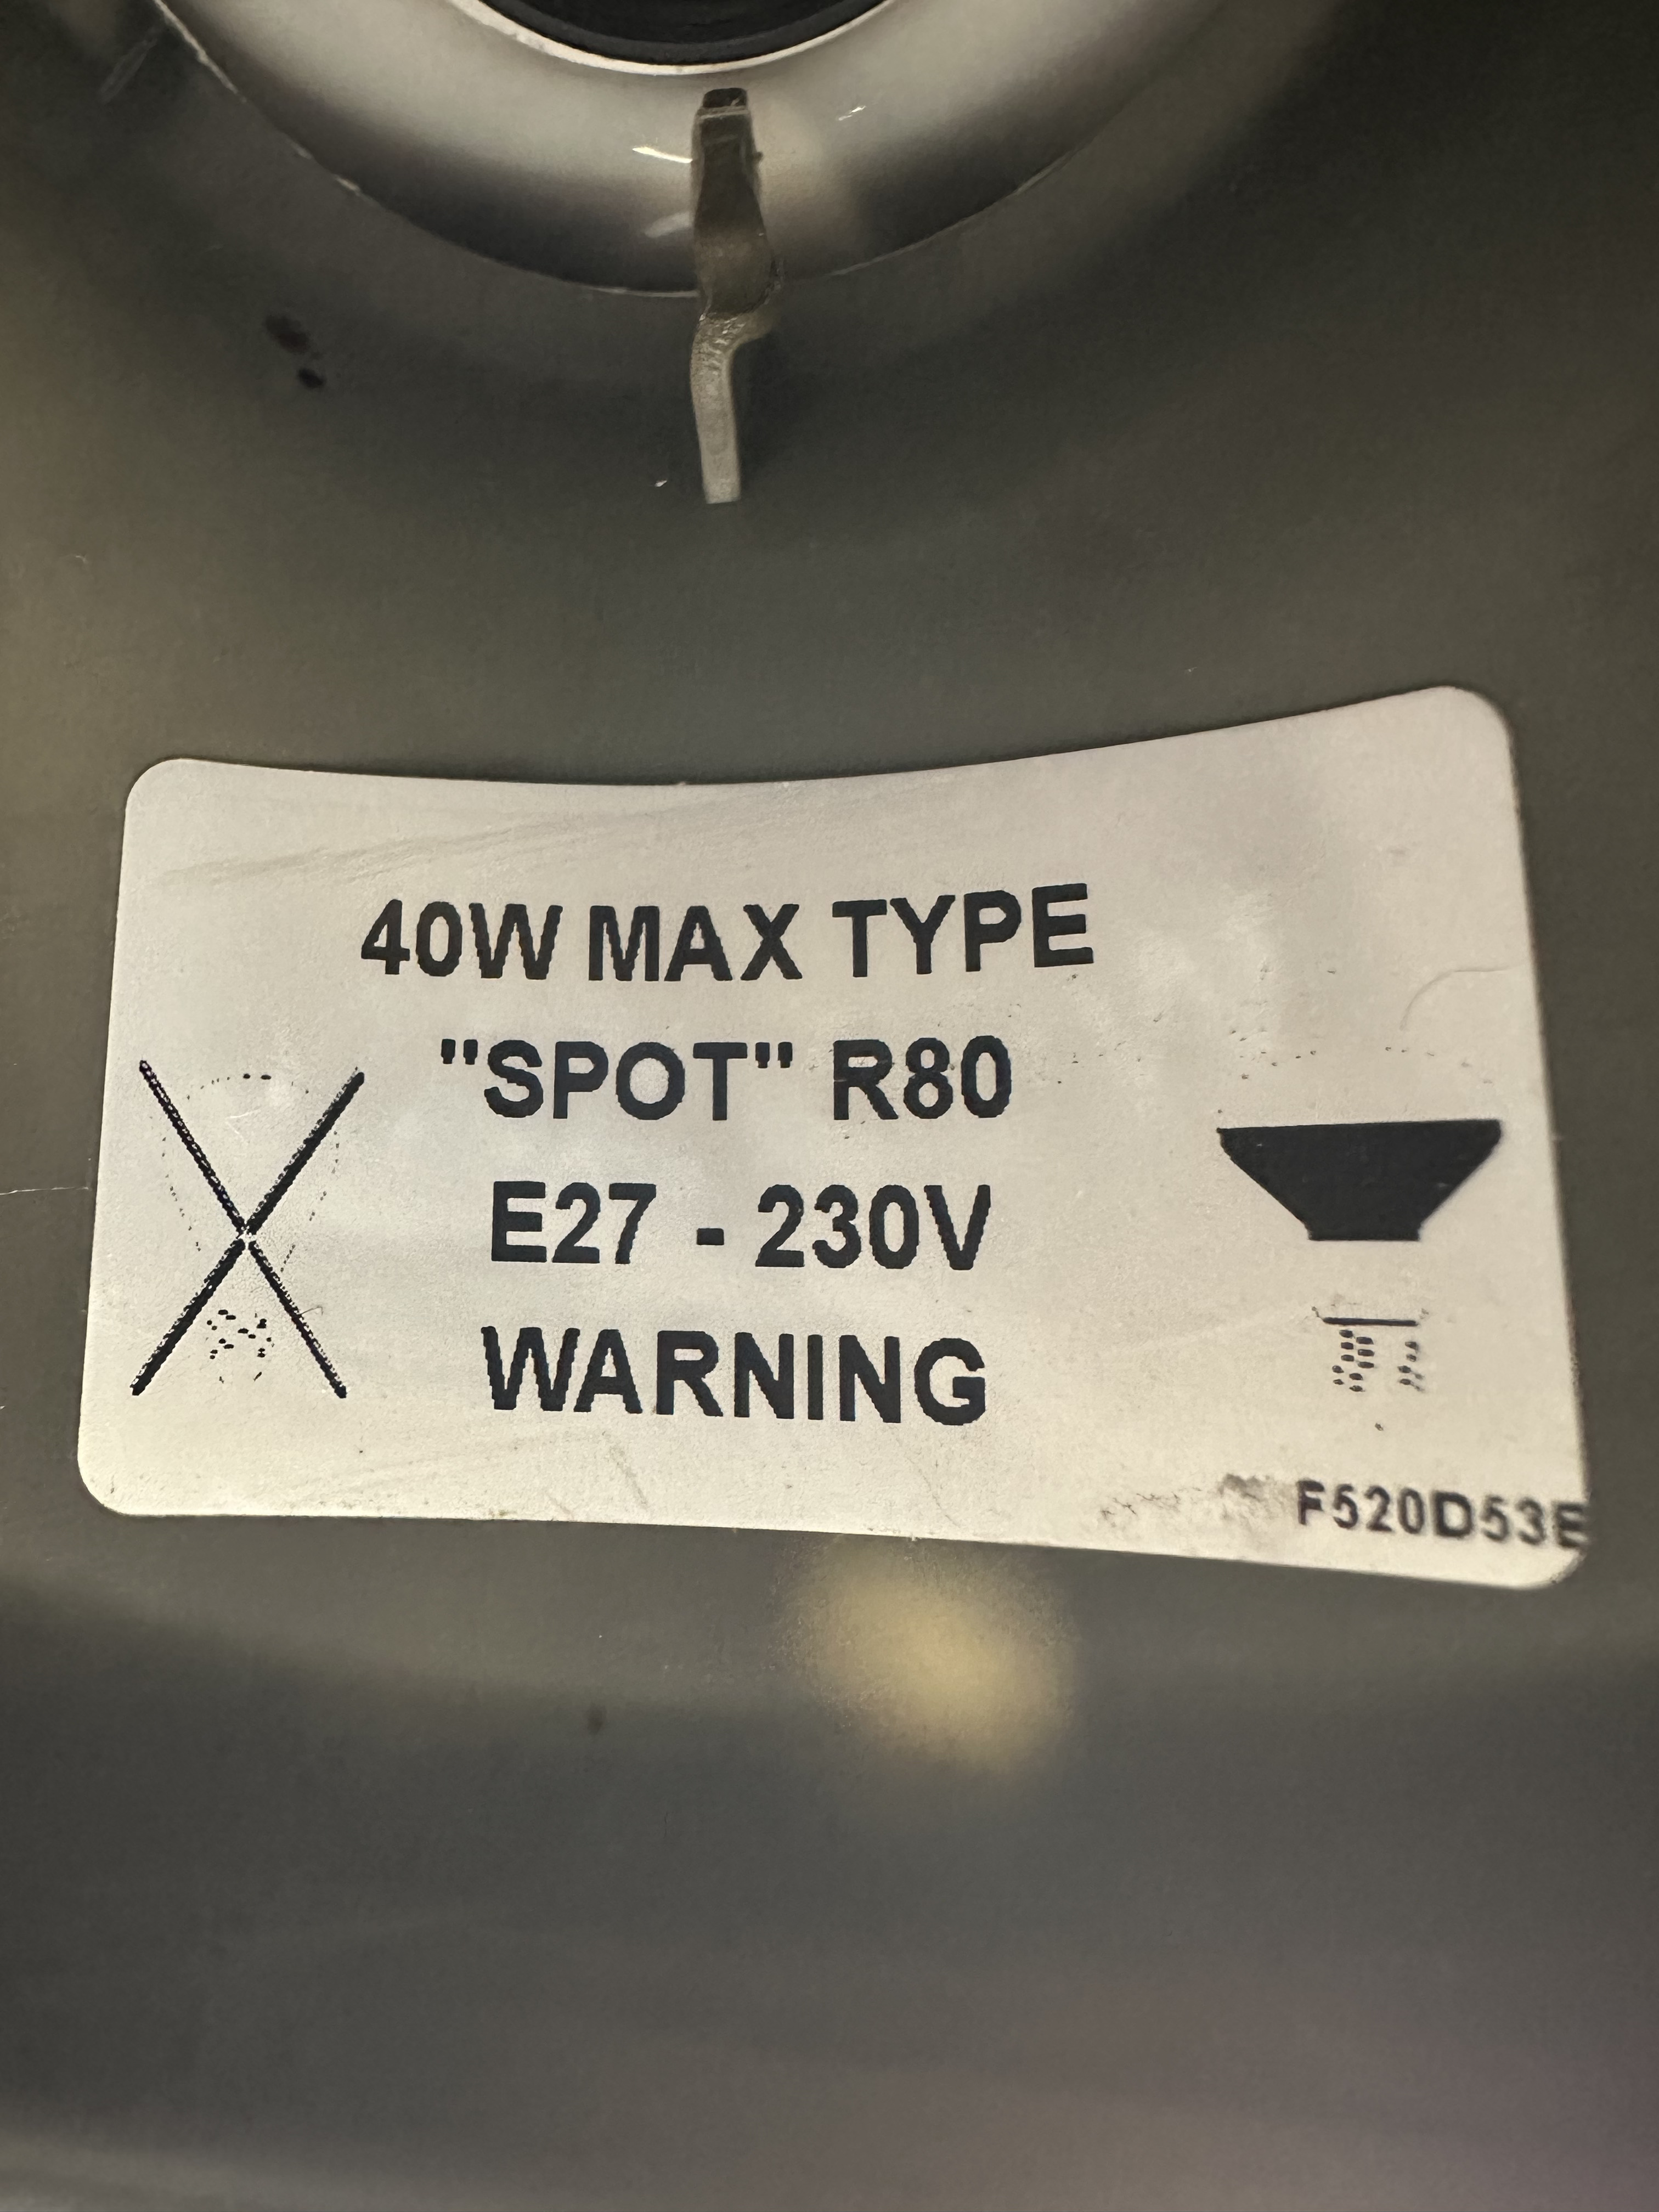 40W MAX TYPE
"SPOT" R80
E27 - 230V
WARNING
F520D53E